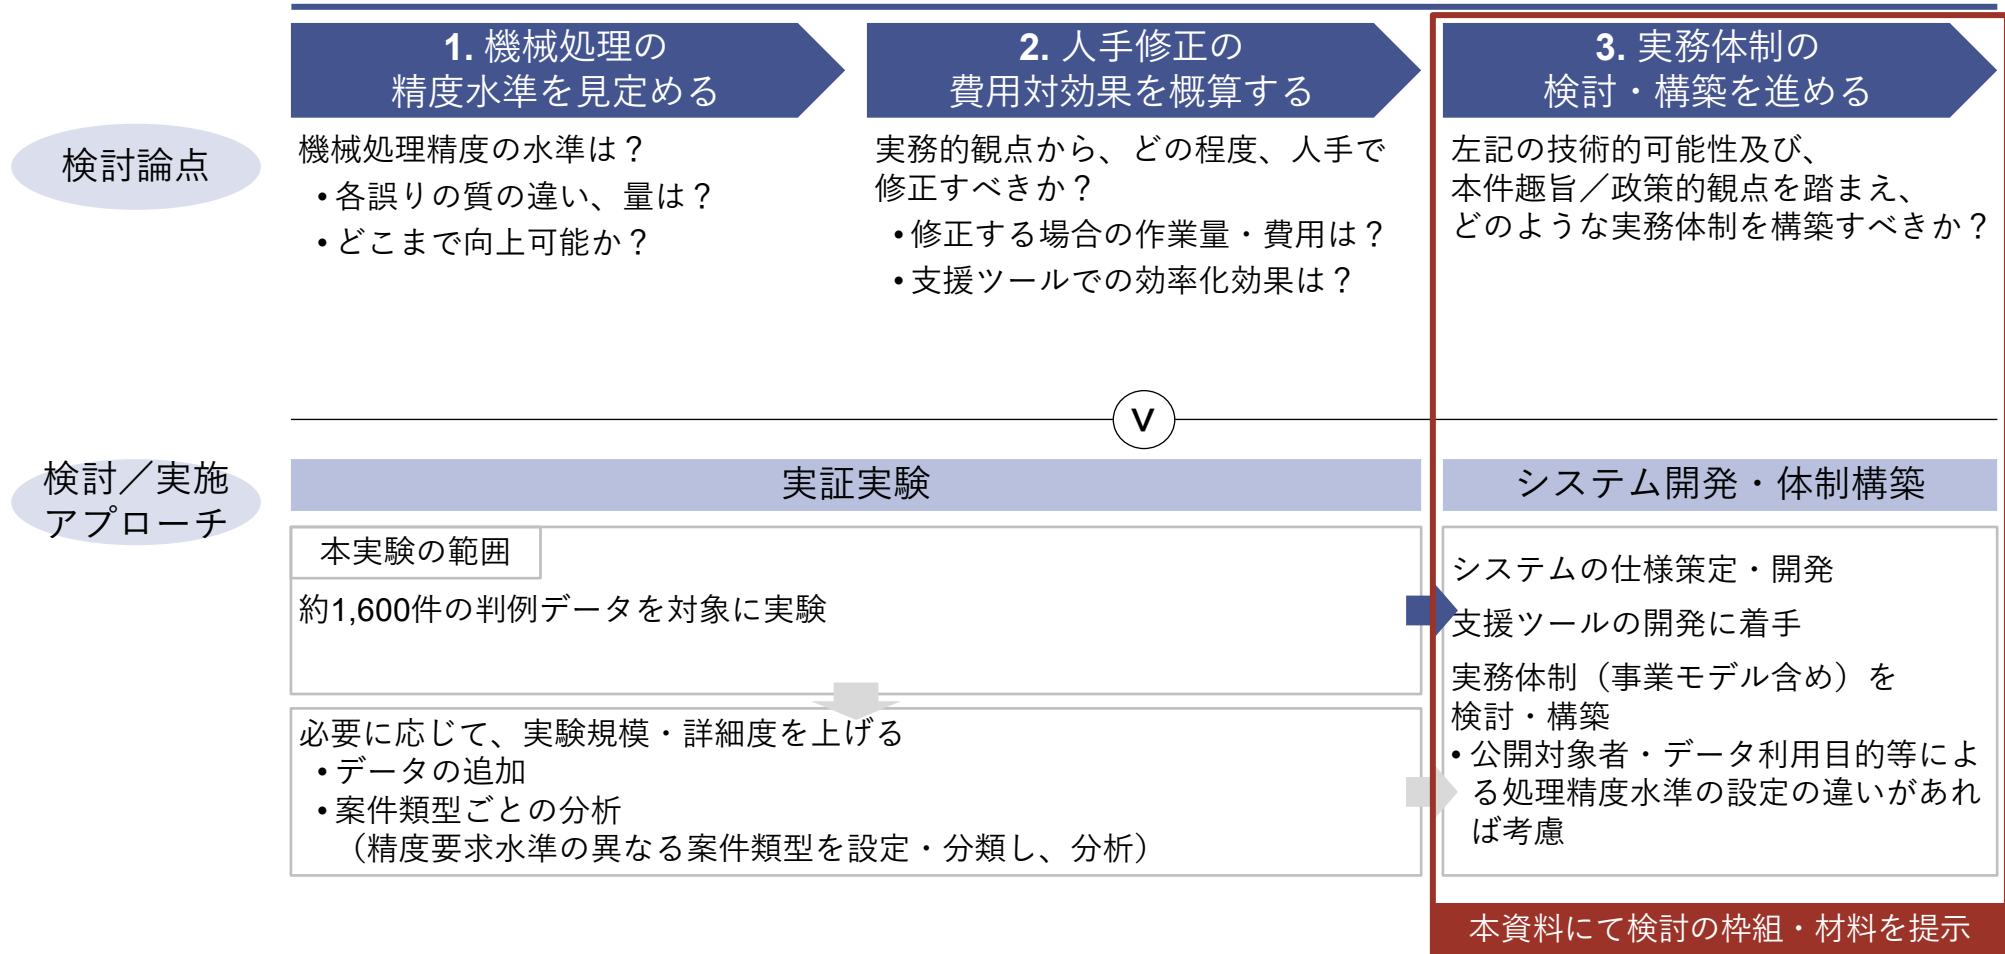 1. 機械処理の
精度水準を見定める
2. 人手修正の
費用対効果を概算する
3. 実務体制の
検討・構築を進める
検討論点
機械処理精度の水準は？
•各誤りの質の違い、量は？
•どこまで向上可能か？
実務的観点から、どの程度、人手で
修正すべきか？
•修正する場合の作業量・費用は？
•支援ツールでの効率化効果は？
左記の技術的可能性及び、
本件趣旨／政策的観点を踏まえ、
どのような実務体制を構築すべきか？
V
検討／実施
アプローチ
実証実験
システム開発・体制構築
本実験の範囲
約1,600件の判例データを対象に実験
必要に応じて、実験規模・詳細度を上げる
•データの追加
•案件類型ごとの分析
（精度要求水準の異なる案件類型を設定・分類し、分析）
システムの仕様策定・開発
支援ツールの開発に着手
実務体制（事業モデル含め）を
検討・構築
•公開対象者・データ利用目的等によ
る処理精度水準の設定の違いがあれ
ば考慮
本資料にて検討の枠組・材料を提示